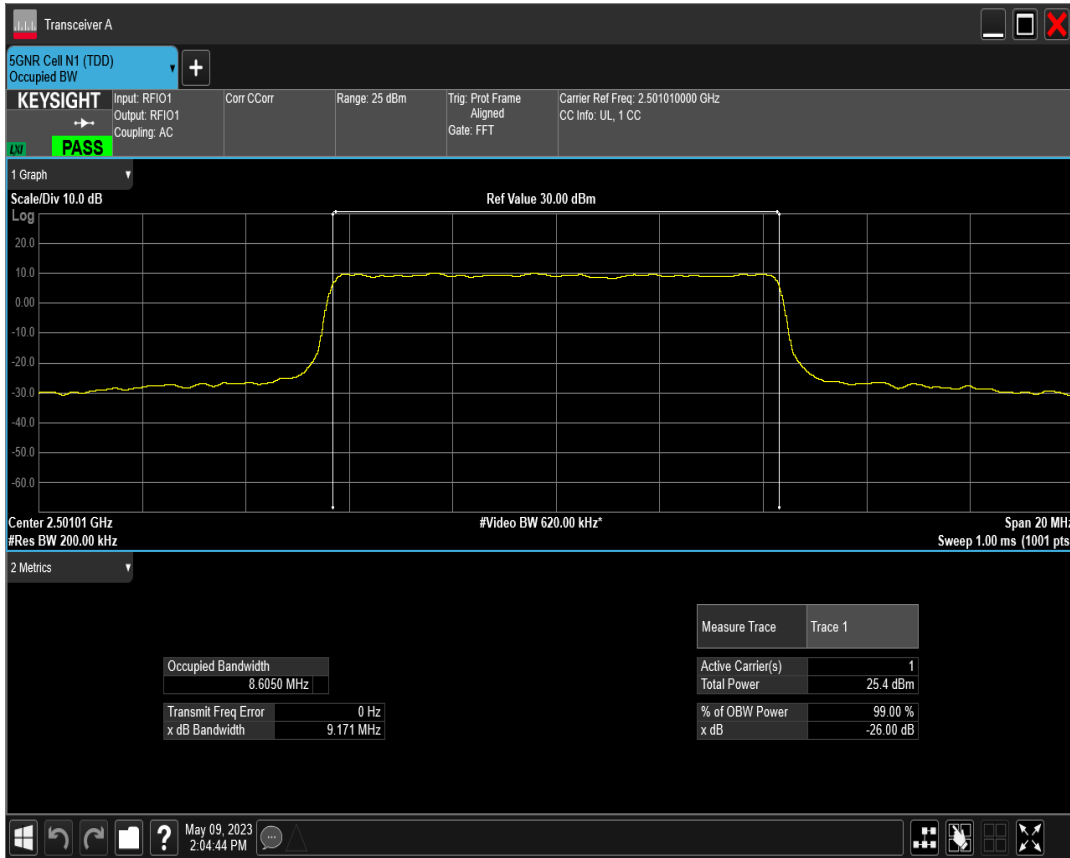 Transceiver A
5GNR Cell N1 (TDD)
Occupied BW
KEYSIGHT
LXI
PASS
Input: RFIO1
Output: RFIO1
Coupling: AC
Corr CCorr
Range: 25 dBm
Trig: Prot Frame
Aligned
Gate: FFT
Carrier Ref Freq: 2.501010000 GHz
CC Info: UL, 1 CC
1 Graph
Scale/Div 10.0 dB
Ref Value 30.00 dBm
Log
20.0
10.0
0.00
-10.0
-20.0
-30.0
-40.0
-50.0
-60.0
Center 2.50101 GHz
#Video BW 620.00 kHz*
Span 20 MHz
#Res BW 200.00 kHz
Sweep 1.00 ms (1001 pts
2 Metrics
Measure Trace Trace 1
Occupied Bandwidth
8.6050 MHz
Active Carrier(s) 1
Total Power 25.4 dBm
Transmit Freq Error 0 Hz
x dB Bandwidth 9.171 MHz
% of OBW Power 99.00 %
x dB -26.00 dB
?
May 09, 2023
2:04:44 PM